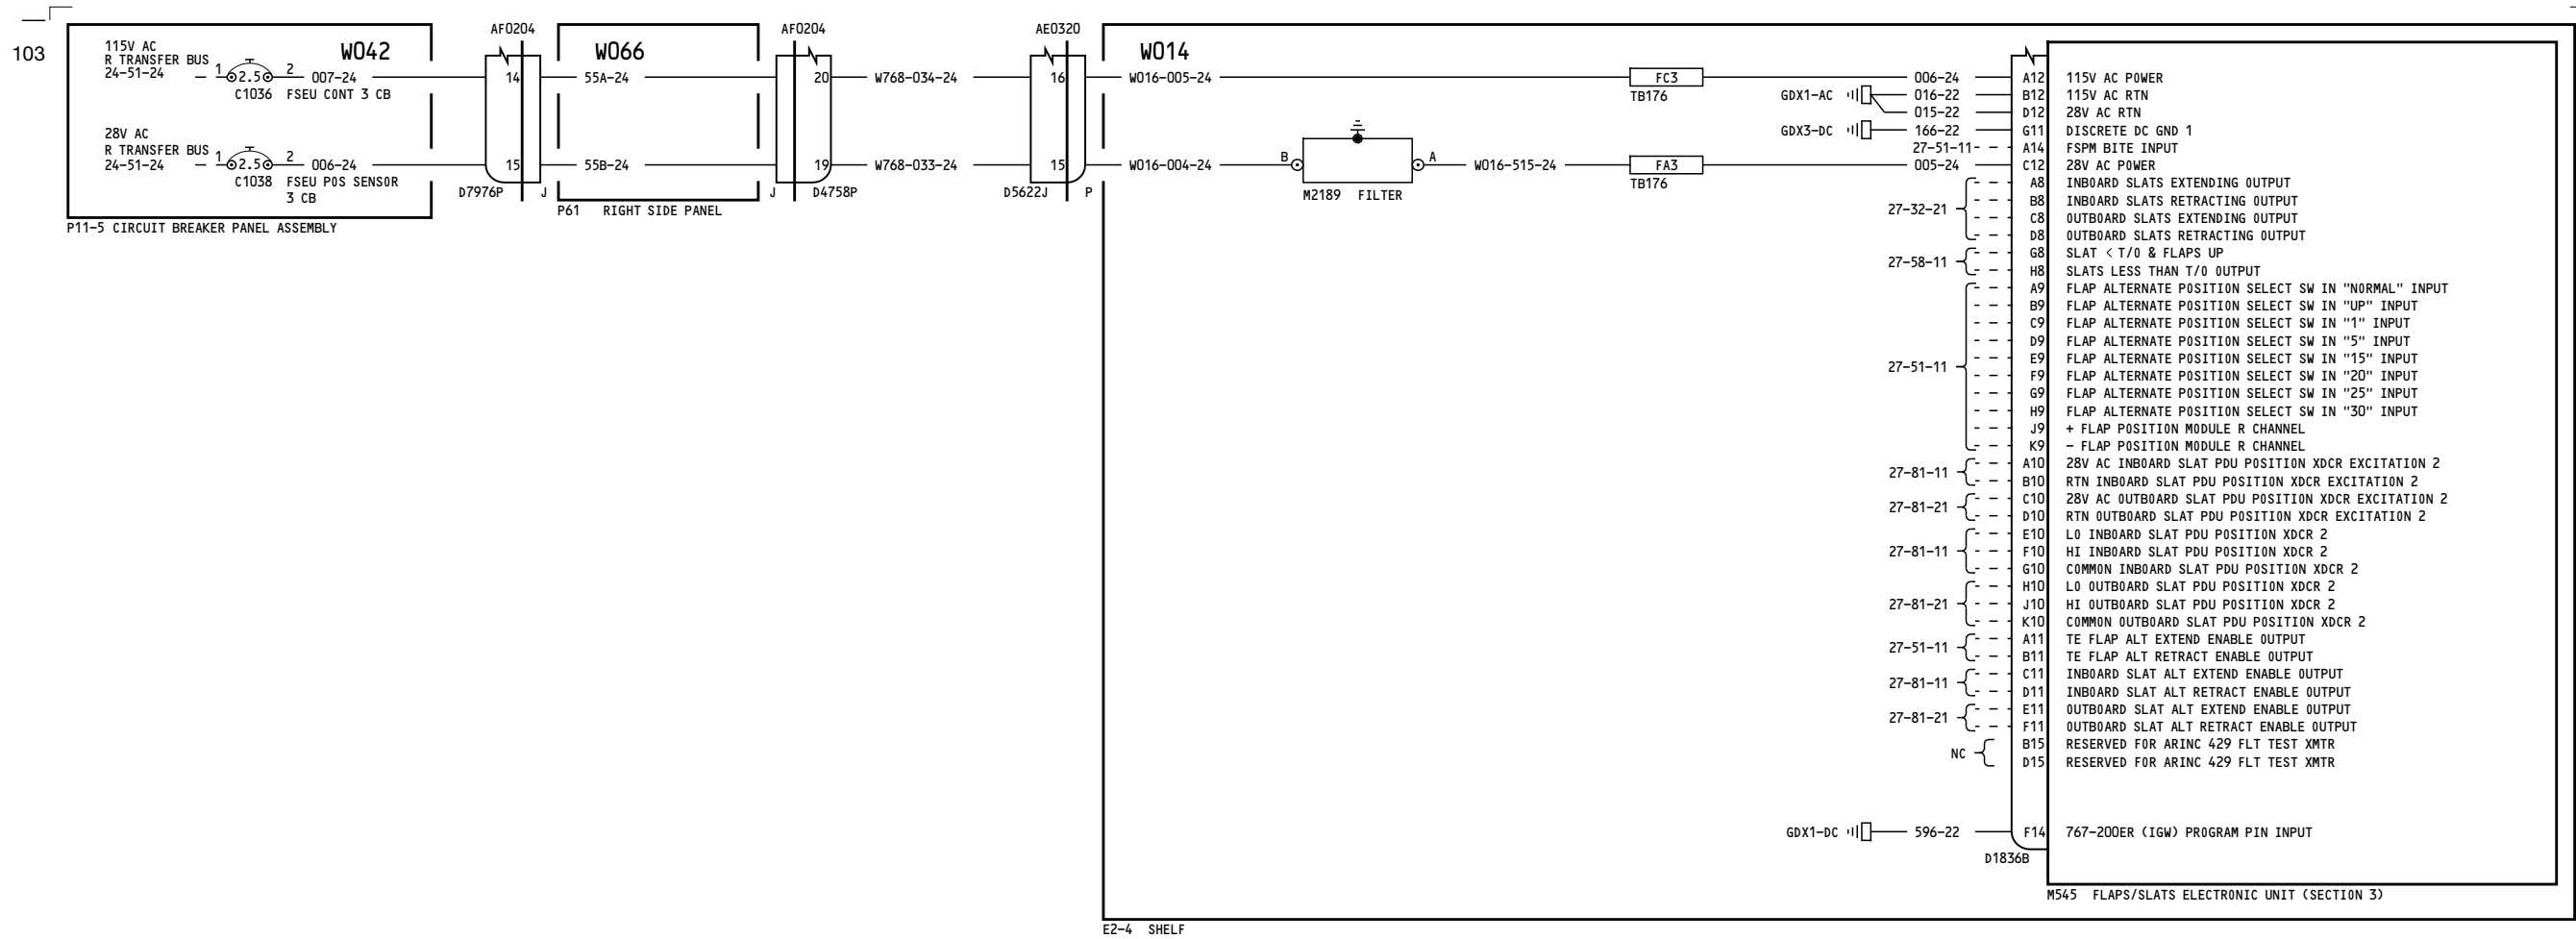 103
115V AC
R TRANSFER BUS
24-51-24
1
2.5
2
007-24
C1036 FSEU CONT 3 CB
W042
28V AC
R TRANSFER BUS
24-51-24
1
2.5
2
006-24
C1038 FSEU POS SENSOR
3 CB
P11-5 CIRCUIT BREAKER PANEL ASSEMBLY
AF0204
14
15
D7976P
J
W066
55A-24
55B-24
P61 RIGHT SIDE PANEL
AF0204
20
19
J
D4758P
W768-034-24
W768-033-24
AE0320
16
15
D5622J
P
W014
W016-005-24
W016-004-24
B
A
M2189 FILTER
W016-515-24
FC3
TB176
FA3
TB176
GDX1-AC
GDX3-DC
006-24 A12 115V AC POWER
016-22 B12 115V AC RTN
015-22 D12 28V AC RTN
166-22 G11 DISCRETE DC GND 1
27-51-11 A14 FSPM BITE INPUT
005-24 C12 28V AC POWER
27-32-21
A8 INBOARD SLATS EXTENDING OUTPUT
B8 INBOARD SLATS RETRACTING OUTPUT
C8 OUTBOARD SLATS EXTENDING OUTPUT
D8 OUTBOARD SLATS RETRACTING OUTPUT
27-58-11
G8 SLAT < T/O & FLAPS UP
H8 SLATS LESS THAN T/O OUTPUT
27-51-11
A9 FLAP ALTERNATE POSITION SELECT SW IN "NORMAL" INPUT
B9 FLAP ALTERNATE POSITION SELECT SW IN "UP" INPUT
C9 FLAP ALTERNATE POSITION SELECT SW IN "1" INPUT
D9 FLAP ALTERNATE POSITION SELECT SW IN "5" INPUT
E9 FLAP ALTERNATE POSITION SELECT SW IN "15" INPUT
F9 FLAP ALTERNATE POSITION SELECT SW IN "20" INPUT
G9 FLAP ALTERNATE POSITION SELECT SW IN "25" INPUT
H9 FLAP ALTERNATE POSITION SELECT SW IN "30" INPUT
J9 + FLAP POSITION MODULE R CHANNEL
K9 - FLAP POSITION MODULE R CHANNEL
27-81-11
A10 28V AC INBOARD SLAT PDU POSITION XDCR EXCITATION 2
B10 RTN INBOARD SLAT PDU POSITION XDCR EXCITATION 2
27-81-21
C10 28V AC OUTBOARD SLAT PDU POSITION XDCR EXCITATION 2
D10 RTN OUTBOARD SLAT PDU POSITION XDCR EXCITATION 2
27-81-11
E10 LO INBOARD SLAT PDU POSITION XDCR 2
F10 HI INBOARD SLAT PDU POSITION XDCR 2
G10 COMMON INBOARD SLAT PDU POSITION XDCR 2
27-81-21
H10 LO OUTBOARD SLAT PDU POSITION XDCR 2
J10 HI OUTBOARD SLAT PDU POSITION XDCR 2
K10 COMMON OUTBOARD SLAT PDU POSITION XDCR 2
27-51-11
A11 TE FLAP ALT EXTEND ENABLE OUTPUT
B11 TE FLAP ALT RETRACT ENABLE OUTPUT
27-81-11
C11 INBOARD SLAT ALT EXTEND ENABLE OUTPUT
D11 INBOARD SLAT ALT RETRACT ENABLE OUTPUT
27-81-21
E11 OUTBOARD SLAT ALT EXTEND ENABLE OUTPUT
F11 OUTBOARD SLAT ALT RETRACT ENABLE OUTPUT
NC
B15 RESERVED FOR ARINC 429 FLT TEST XMTR
D15 RESERVED FOR ARINC 429 FLT TEST XMTR
GDX1-DC 596-22 F14 767-200ER (IGW) PROGRAM PIN INPUT
D1836B
M545 FLAPS/SLATS ELECTRONIC UNIT (SECTION 3)
E2-4 SHELF